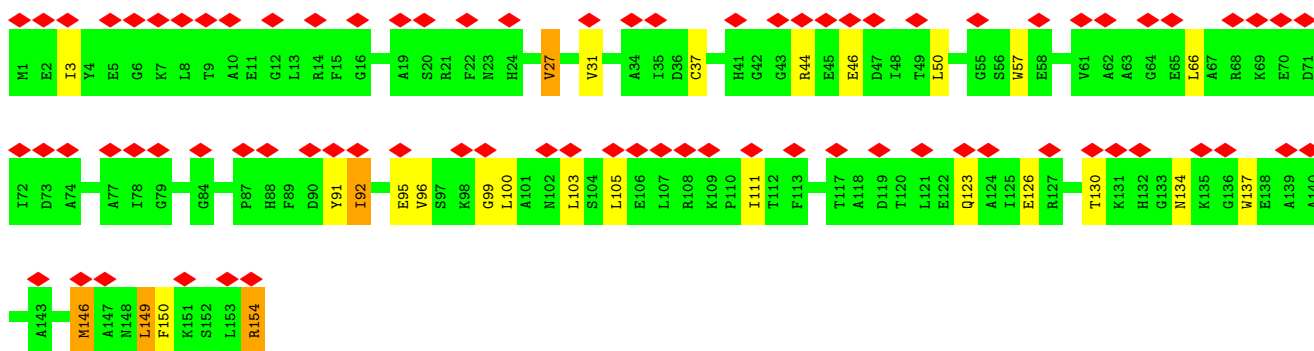 M1 E2 I3 Y4 E5 G6 K7 L8 T9 A10 E11 G12 L13 R14 F15 G16 A19 S20 R21 F22 N23 H24 V27 V31 A34 I35 D36 C37 H41 G42 G43 R44 E45 E46 D47 I48 T49 L50 G55 S56 W57 E58 V61 A62 A63 G64 E65 L66 A67 R68 K69 E70 D71
I72 D73 A74 A77 I78 G79 G84 P87 H88 F89 D90 Y91 I92 E95 V96 S97 K98 G99 L100 A101 N102 L103 S104 L105 E106 L107 R108 K109 P110 I111 T112 F113 T117 A118 D119 T120 L121 E122 Q123 A124 I125 E126 R127 T130 K131 H132 G133 N134 K135 G136 W137 E138 A139 A140
A143 M146 A147 N148 L149 F150 K151 S152 L153 R154